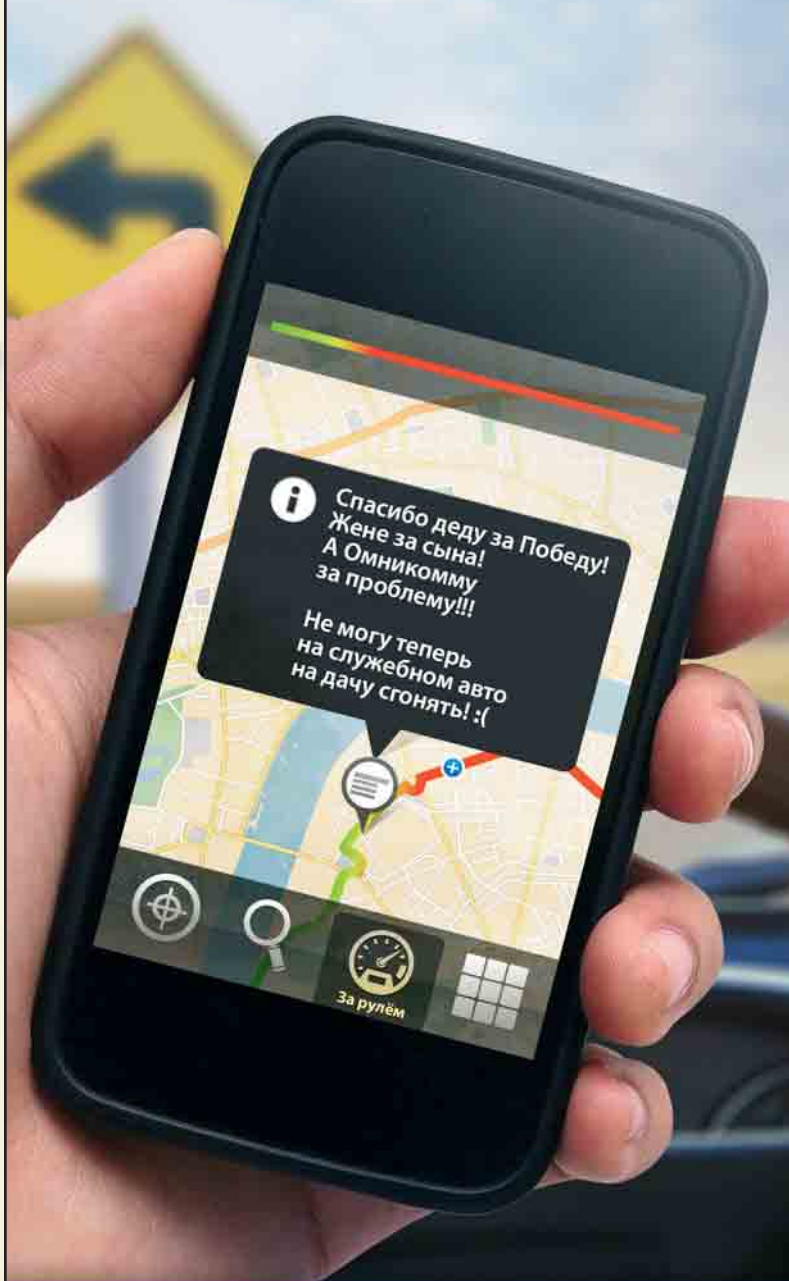 Спасибо деду за Победу!
Жене за сына!
А Омникомму
за проблему!!!
Не могу теперь
на служебном авто
на дачу сгонять! :(
За рулём